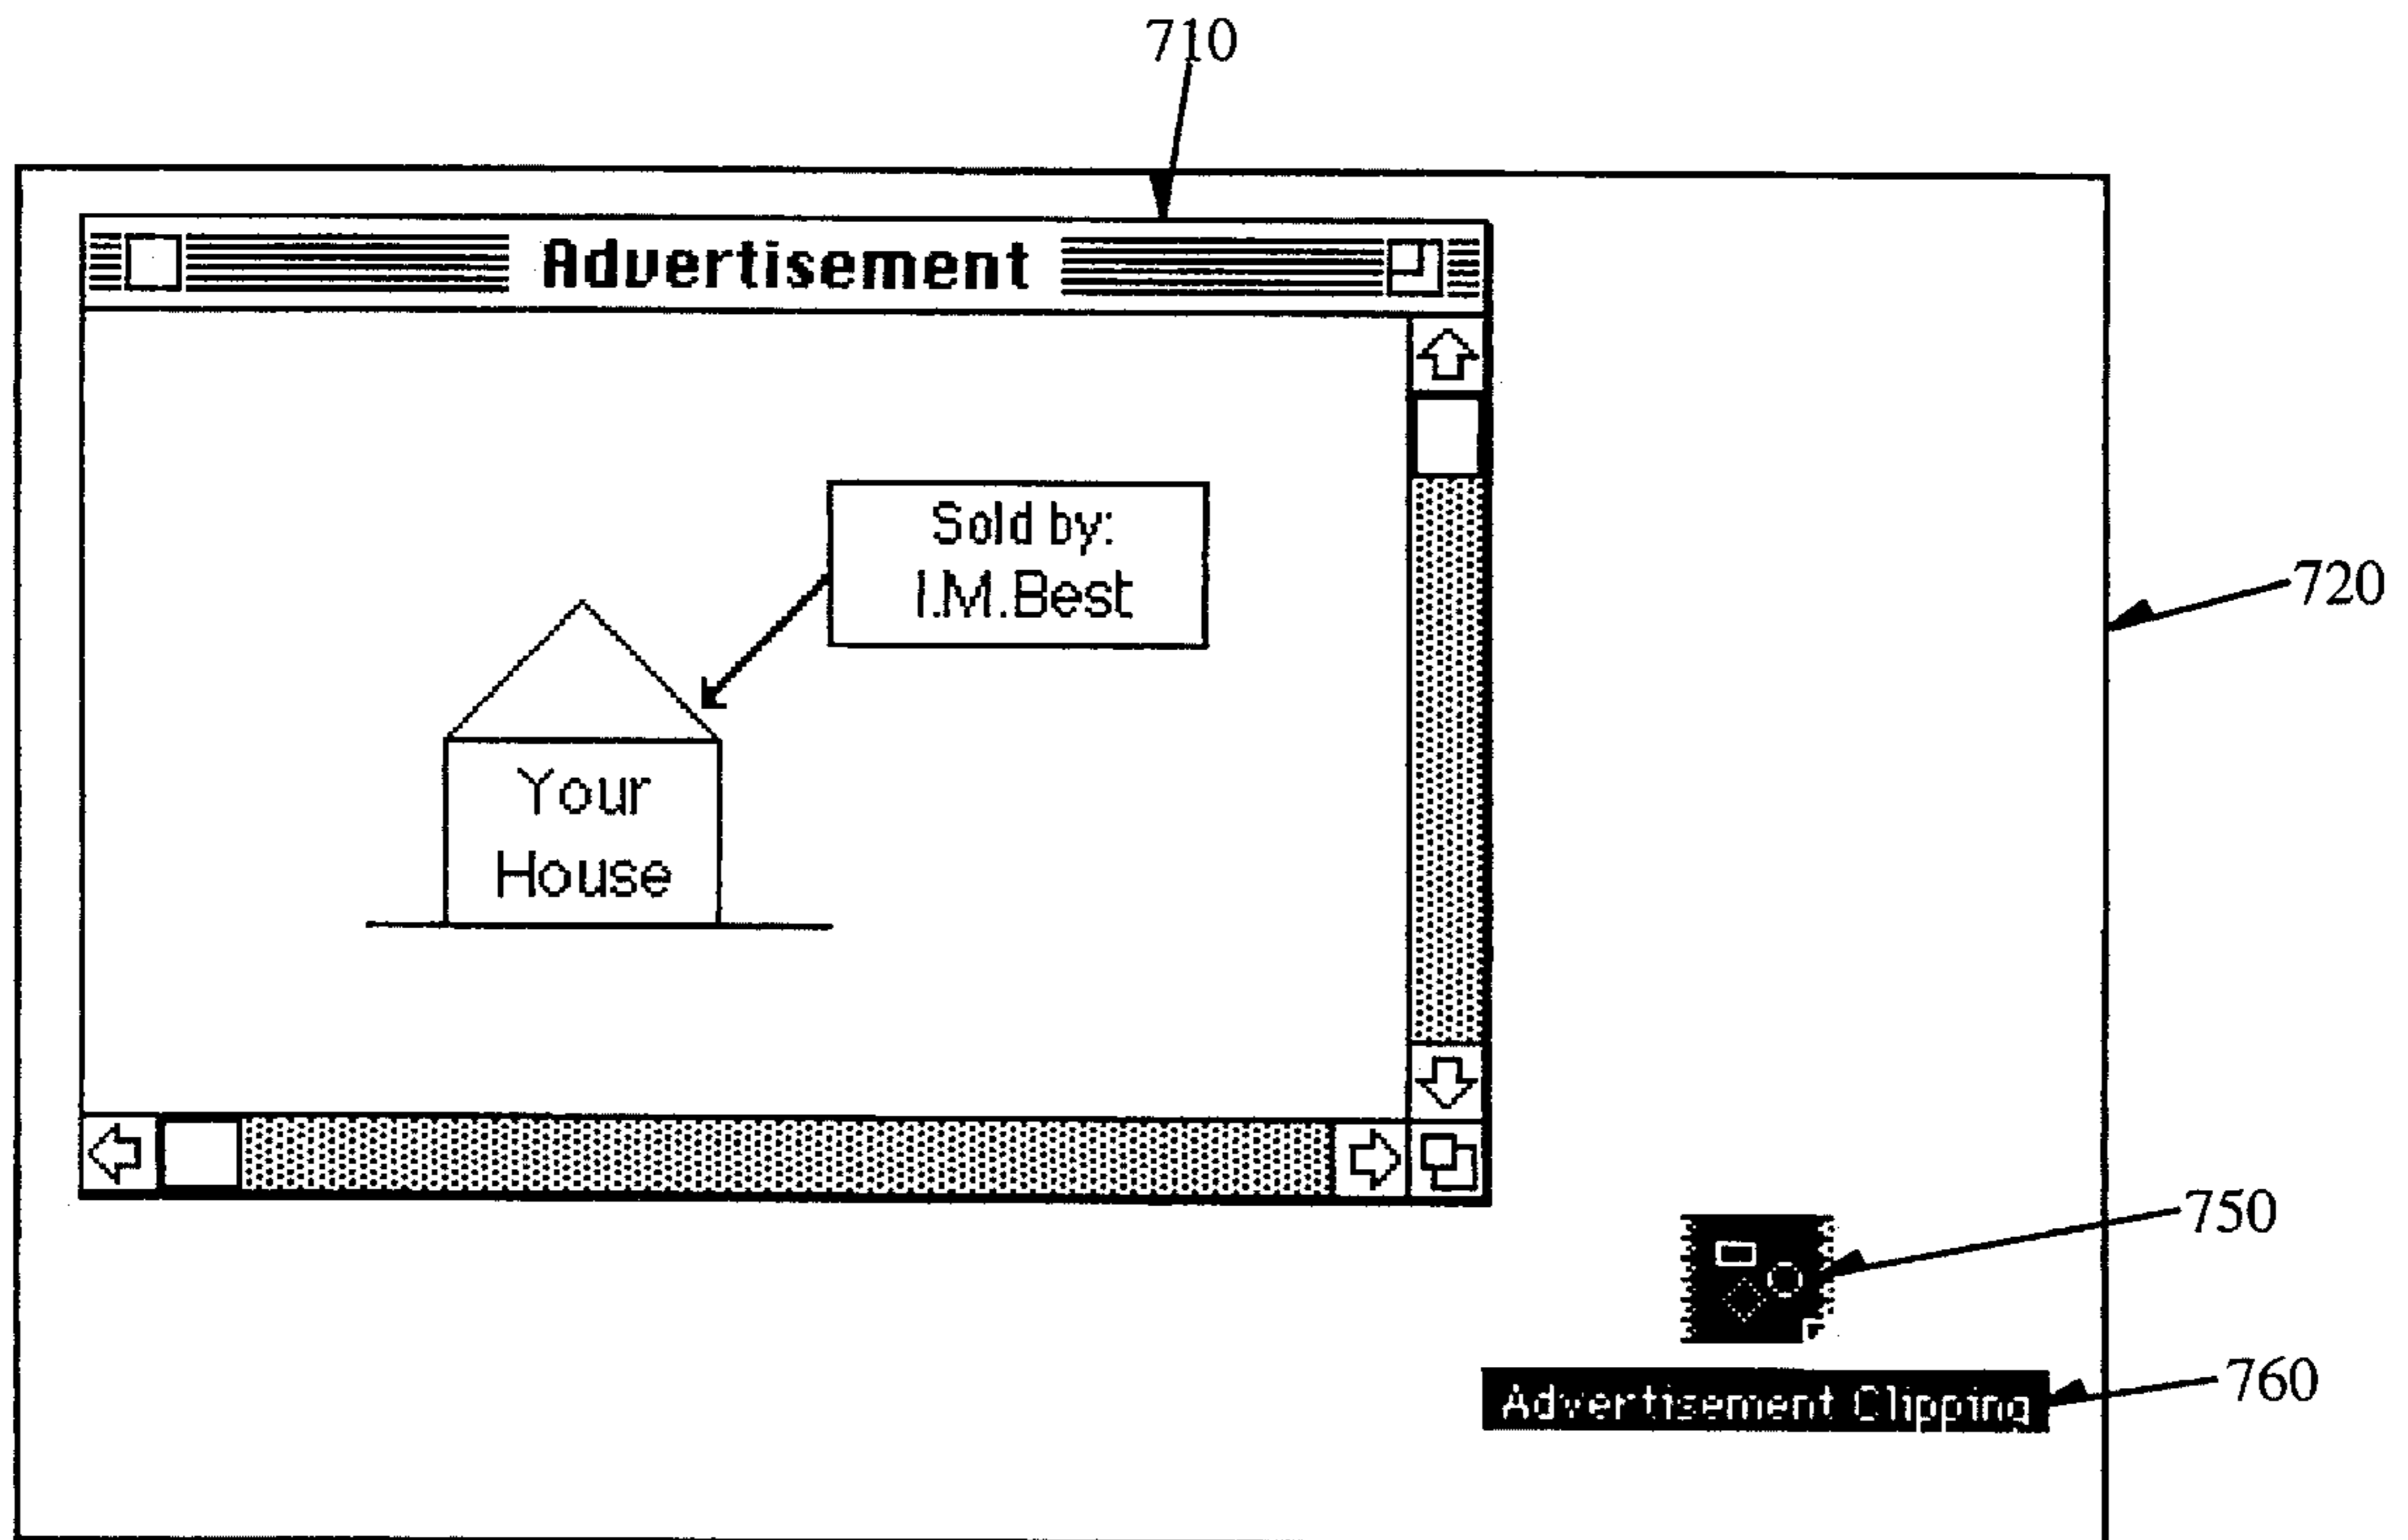 710
Advertisement
Sold by:
I.M.Best
720
Your
House
750
760
Advertisement Clipping